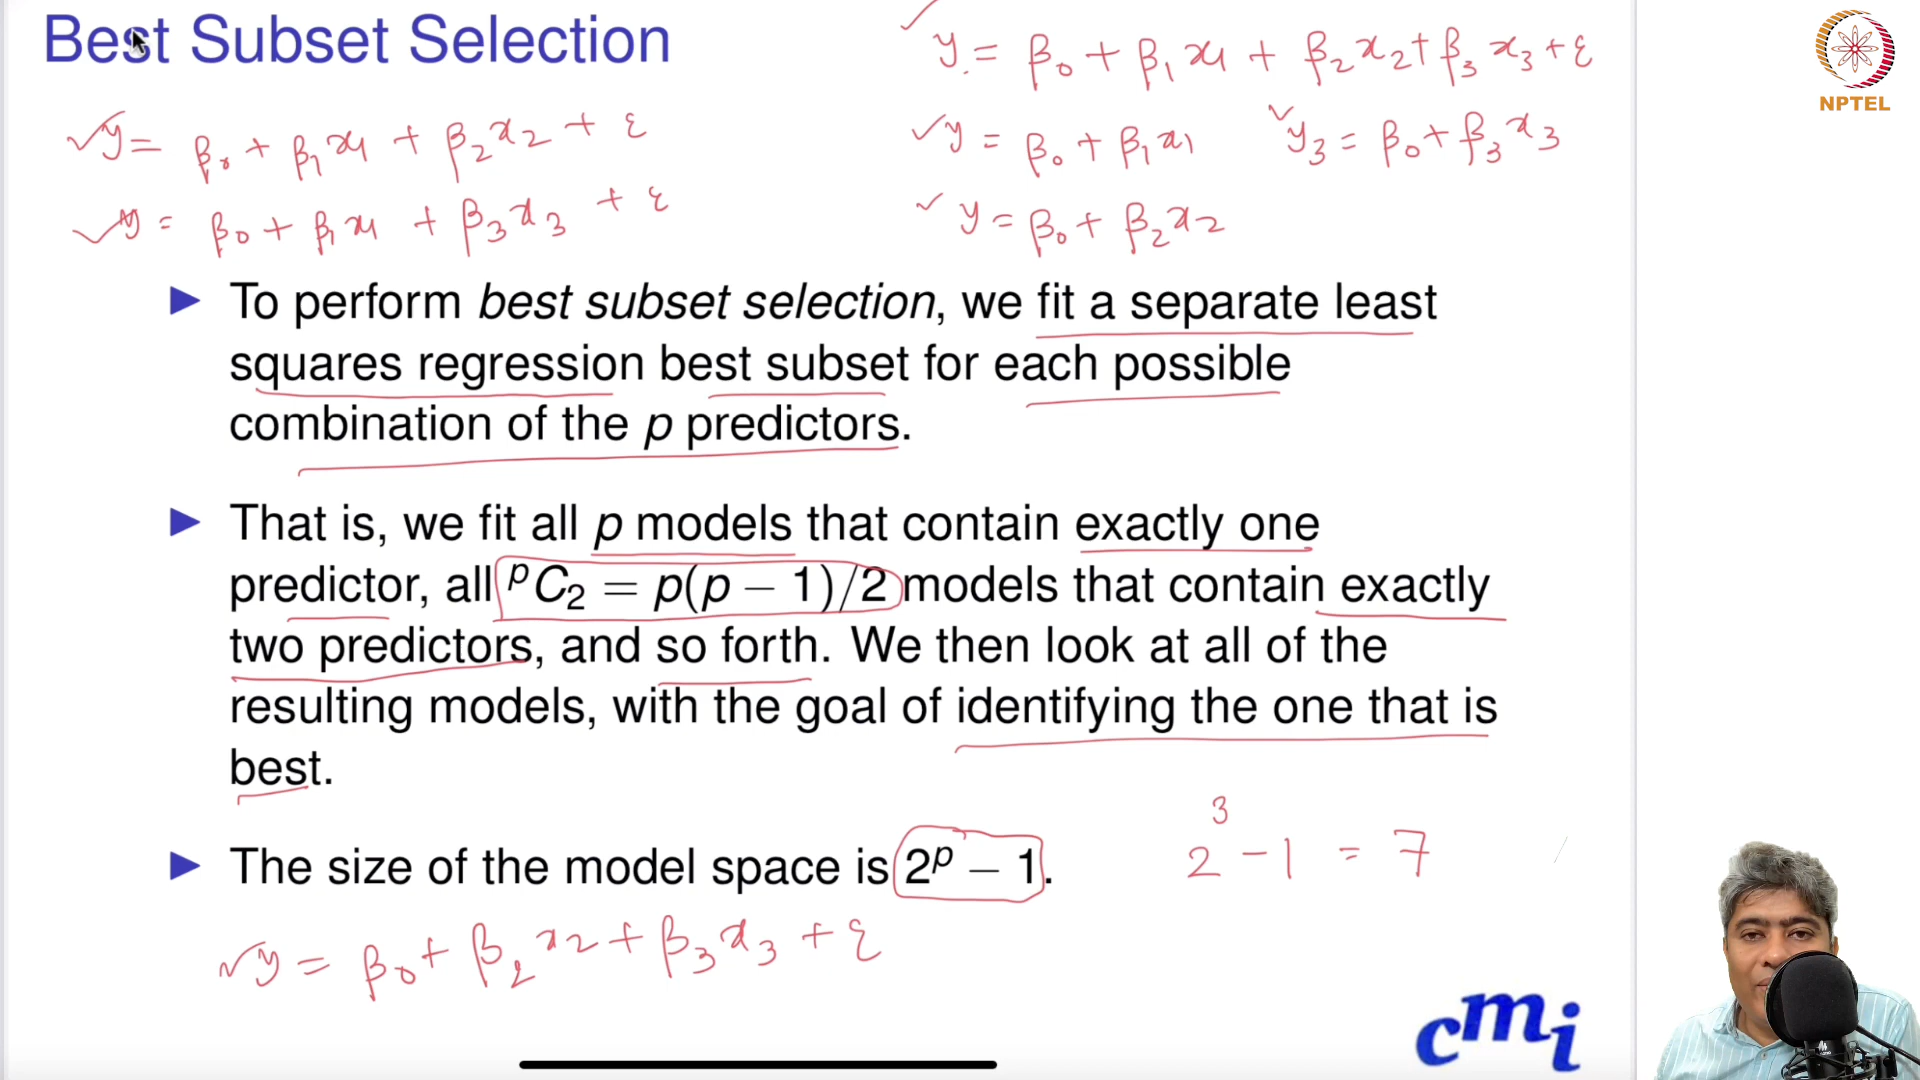 Best Subset Selection
y = β₀ + β₁x₁ + β₂x₂ + β₃x₃ + ε
NPTEL
✓y = β₀ + β₁x₁ + β₂x₂ + ε
✓y = β₀ + β₁x₁
✓y₃ = β₀ + β₃x₃
✓y = β₀ + β₁x₁ + β₃x₃ + ε
✓y = β₀ + β₂x₂
▶ To perform best subset selection, we fit a separate least
squares regression best subset for each possible
combination of the p predictors.
▶ That is, we fit all p models that contain exactly one
predictor, all ᵖC₂ = p(p − 1)/2 models that contain exactly
two predictors, and so forth. We then look at all of the
resulting models, with the goal of identifying the one that is
best.
▶ The size of the model space is 2ᵖ − 1.
2³ − 1 = 7
✓y = β₀ + β₂x₂ + β₃x₃ + ε
cmi